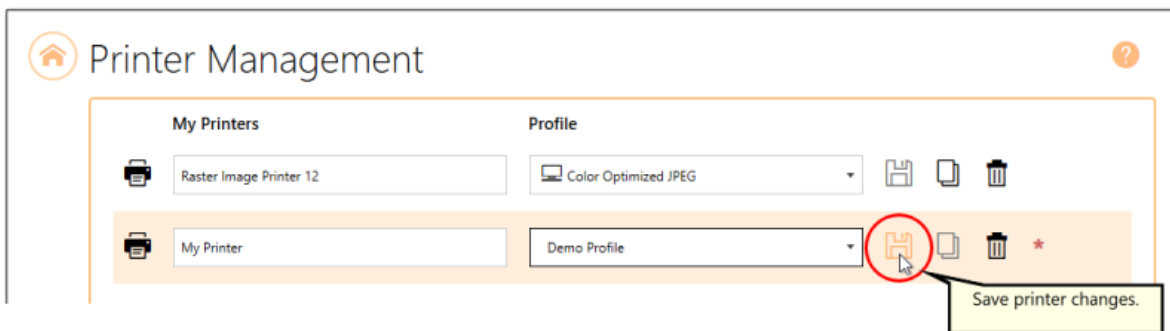 Printer Management
?
My Printers Profile
Raster Image Printer 12 Color Optimized JPEG
My Printer Demo Profile *
Save printer changes.